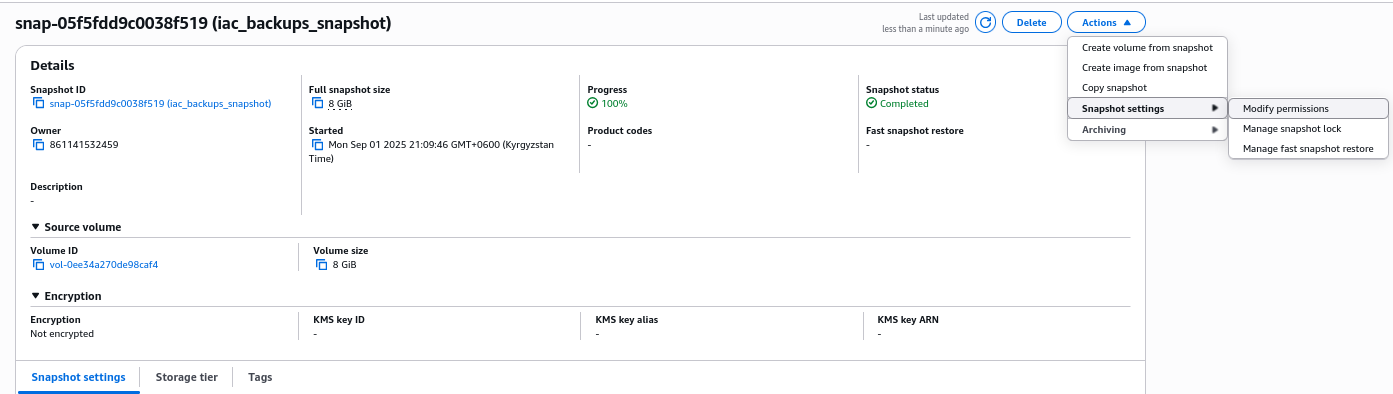 snap-05f5fdd9c0038f519 (iac_backups_snapshot)
Last updated
less than a minute ago
Delete
Actions
Create volume from snapshot
Create image from snapshot
Copy snapshot
Snapshot settings
Archiving
Modify permissions
Manage snapshot lock
Manage fast snapshot restore
Details
Snapshot ID
snap-05f5fdd9c0038f519 (iac_backups_snapshot)
Full snapshot size
8 GiB
Progress
100%
Snapshot status
Completed
Owner
861141532459
Started
Mon Sep 01 2025 21:09:46 GMT+0600 (Kyrgyzstan
Time)
Product codes
-
Fast snapshot restore
-
Description
-
Source volume
Volume ID
vol-0ee34a270de98caf4
Volume size
8 GiB
Encryption
Encryption
Not encrypted
KMS key ID
-
KMS key alias
-
KMS key ARN
-
Snapshot settings
Storage tier
Tags